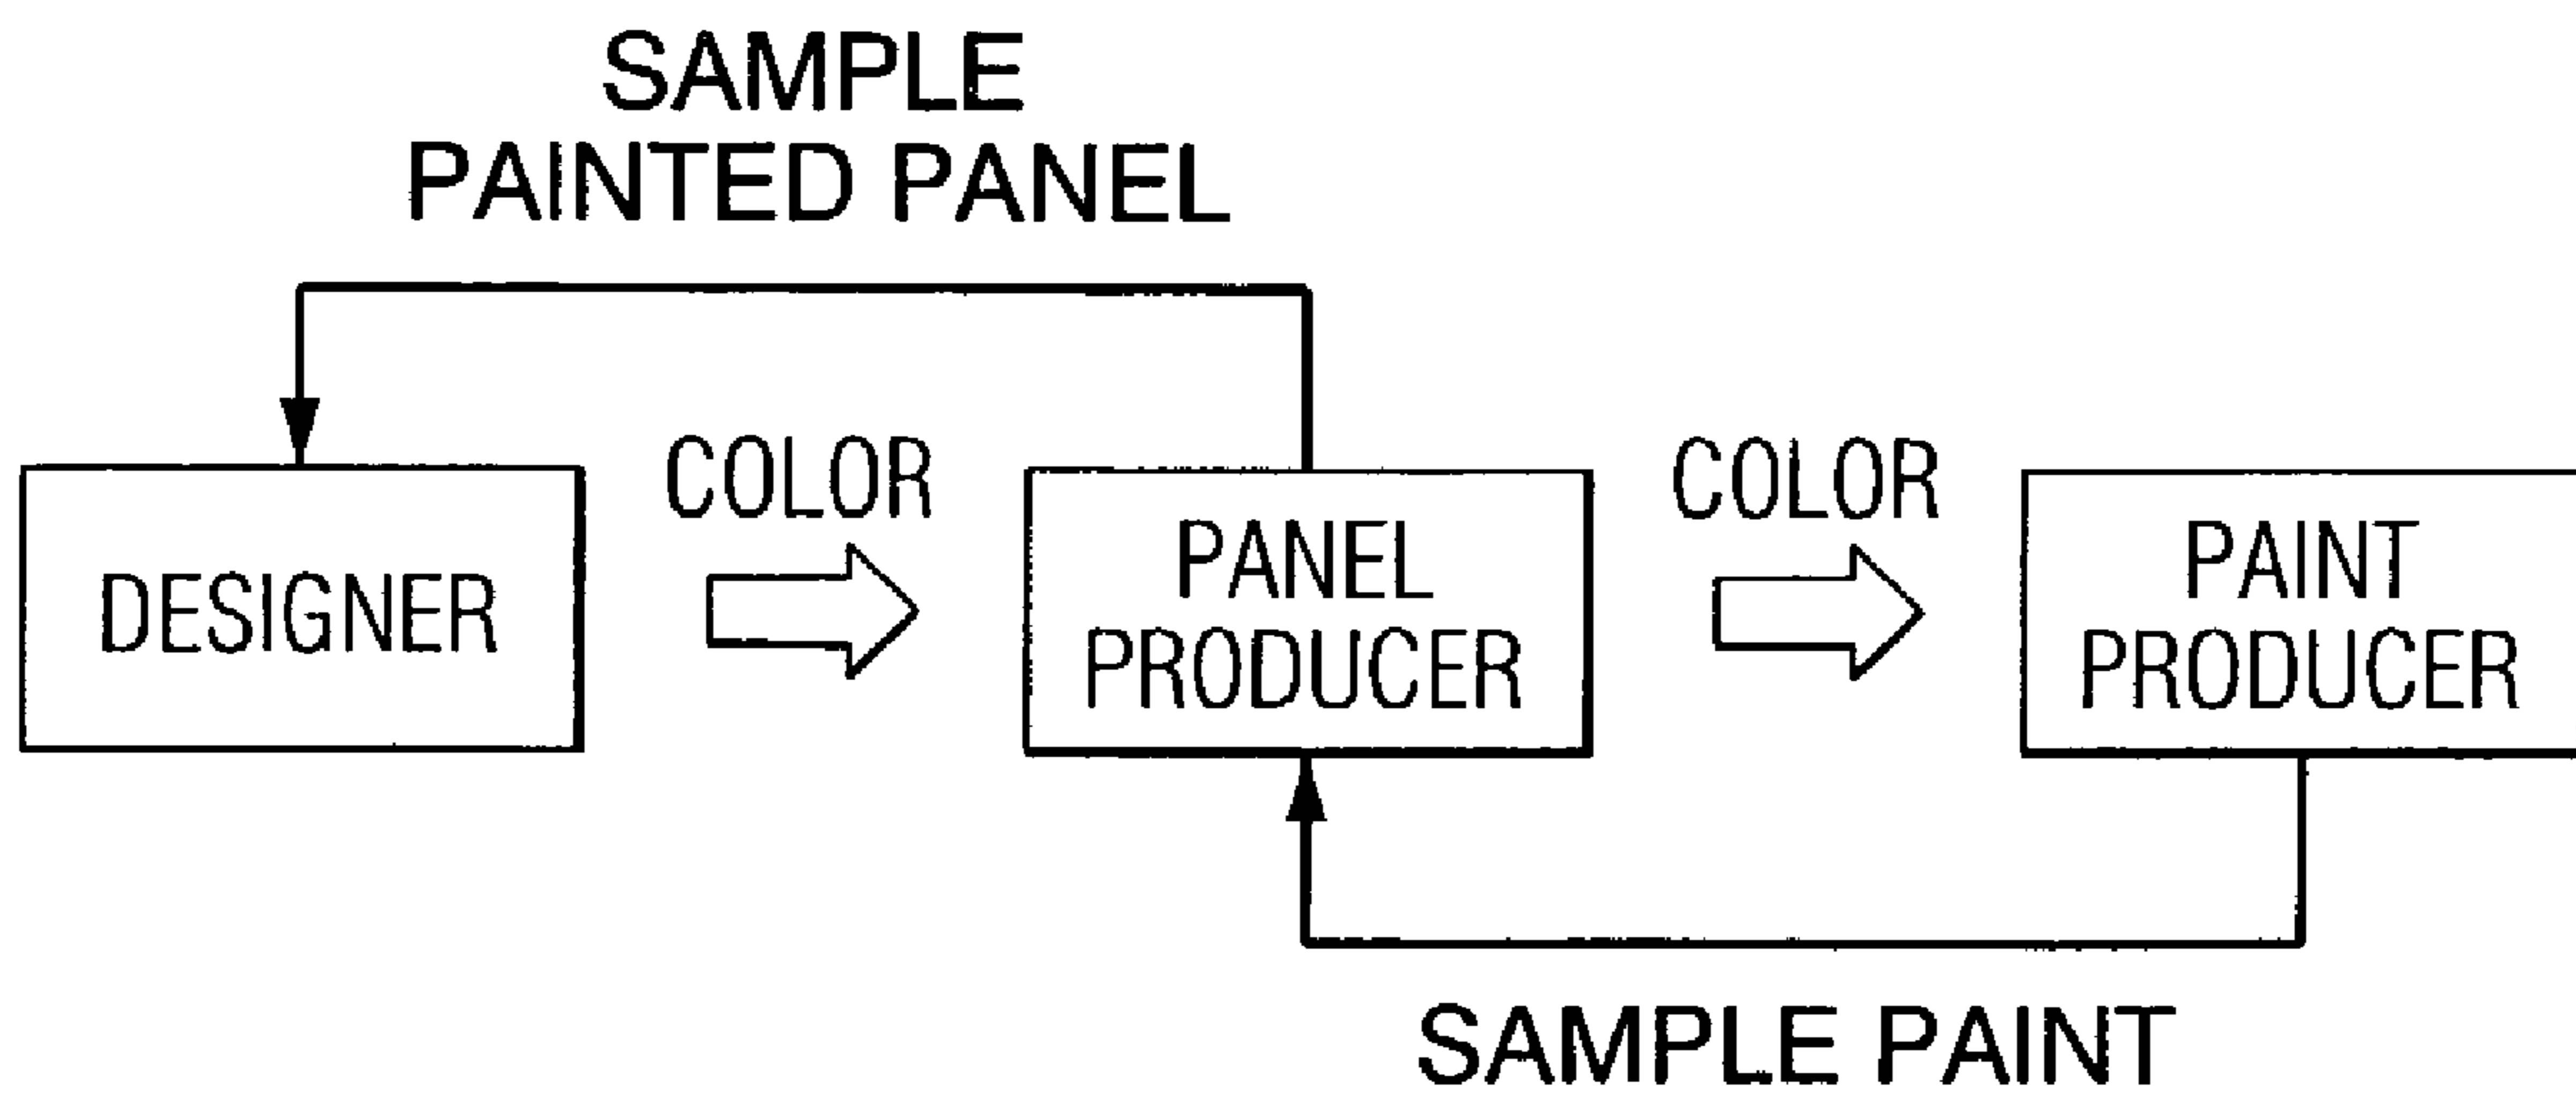 SAMPLE
PAINTED PANEL
DESIGNER
COLOR
PANEL
PRODUCER
COLOR
PAINT
PRODUCER
SAMPLE PAINT